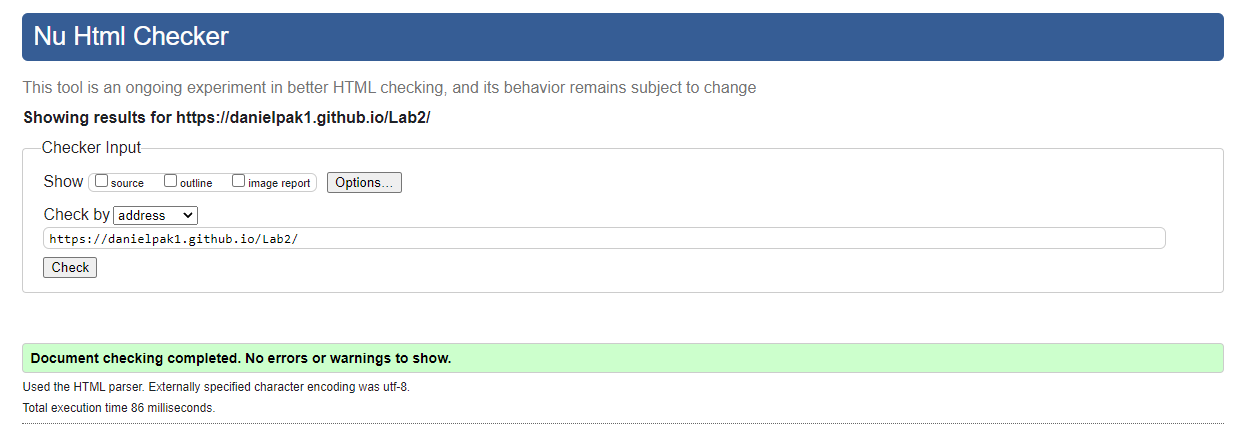 Nu Html Checker
This tool is an ongoing experiment in better HTML checking, and its behavior remains subject to change
Showing results for https://danielpak1.github.io/Lab2/
Checker Input
Show source outline image report Options...
Check by address
https://danielpak1.github.io/Lab2/
Check
Document checking completed. No errors or warnings to show.
Used the HTML parser. Externally specified character encoding was utf-8.
Total execution time 86 milliseconds.